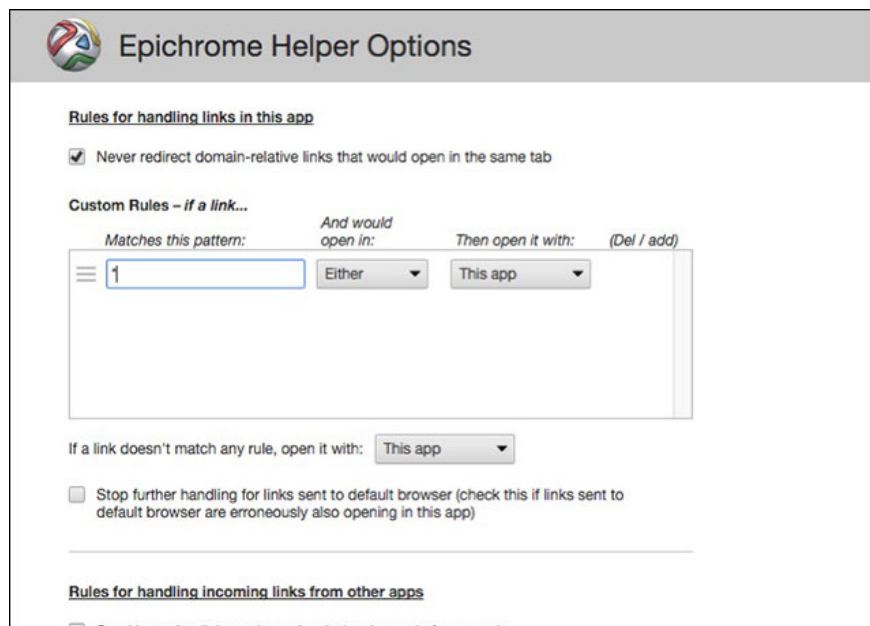 Epichrome Helper Options
Rules for handling links in this app
Never redirect domain-relative links that would open in the same tab
Custom Rules – if a link...
Matches this pattern:
And would
open in:
Then open it with:
(Del / add)
Either
This app
If a link doesn't match any rule, open it with:
This app
Stop further handling for links sent to default browser (check this if links sent to
default browser are erroneously also opening in this app)
Rules for handling incoming links from other apps